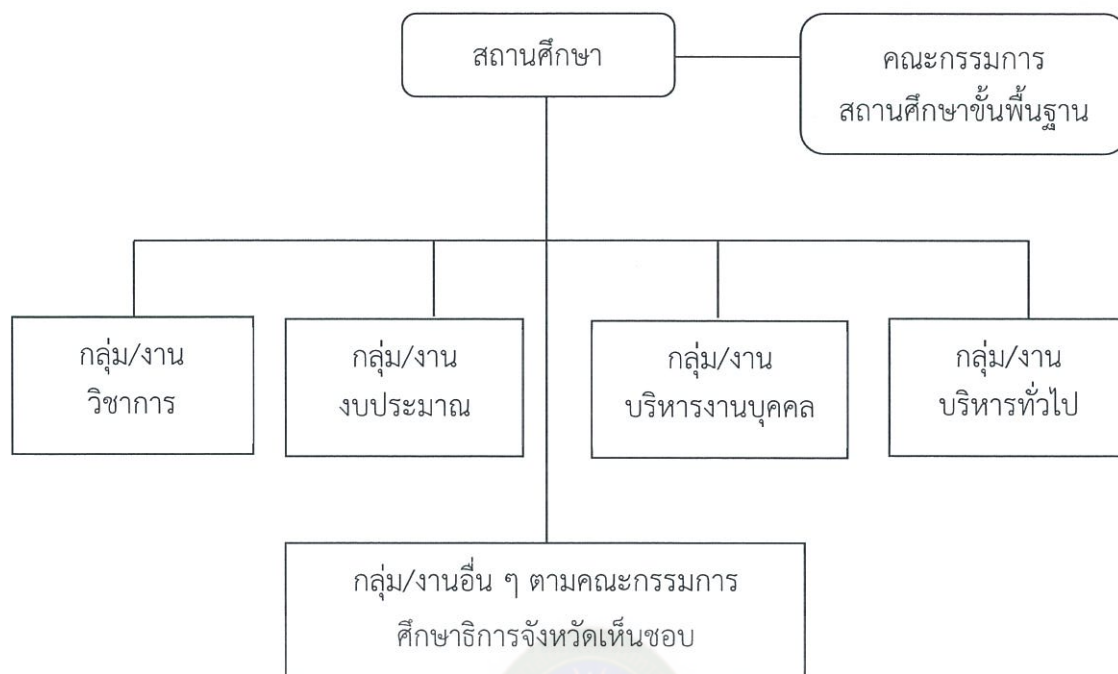 สถานศึกษา
คณะกรรมการ
สถานศึกษาขั้นพื้นฐาน
กลุ่ม/งาน
วิชาการ
กลุ่ม/งาน
งบประมาณ
กลุ่ม/งาน
บริหารงานบุคคล
กลุ่ม/งาน
บริหารทั่วไป
กลุ่ม/งานอื่น ๆ ตามคณะกรรมการ
ศึกษาธิการจังหวัดเห็นชอบ